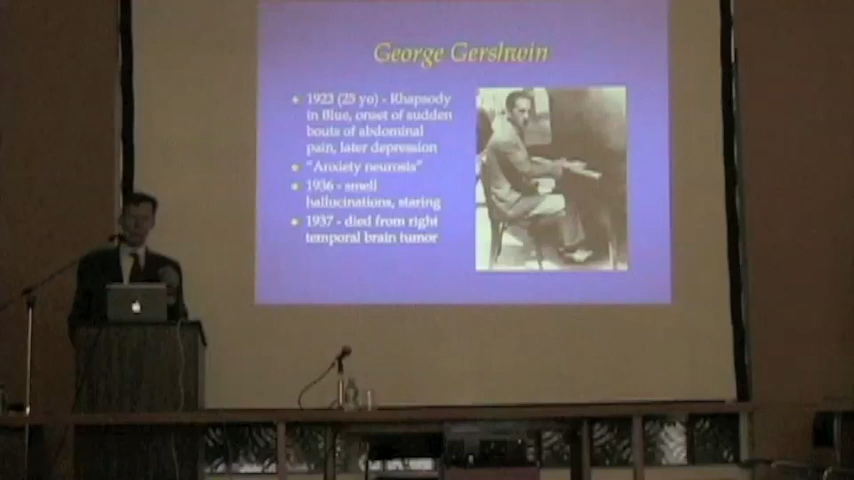 George Gershwin
• 1923 (25 yo) - Rhapsody
in Blue, onset of sudden
bouts of abdominal
pain, later depression
• "Anxiety neurosis"
• 1936 - smell
hallucinations, staring
• 1937 - died from right
temporal brain tumor